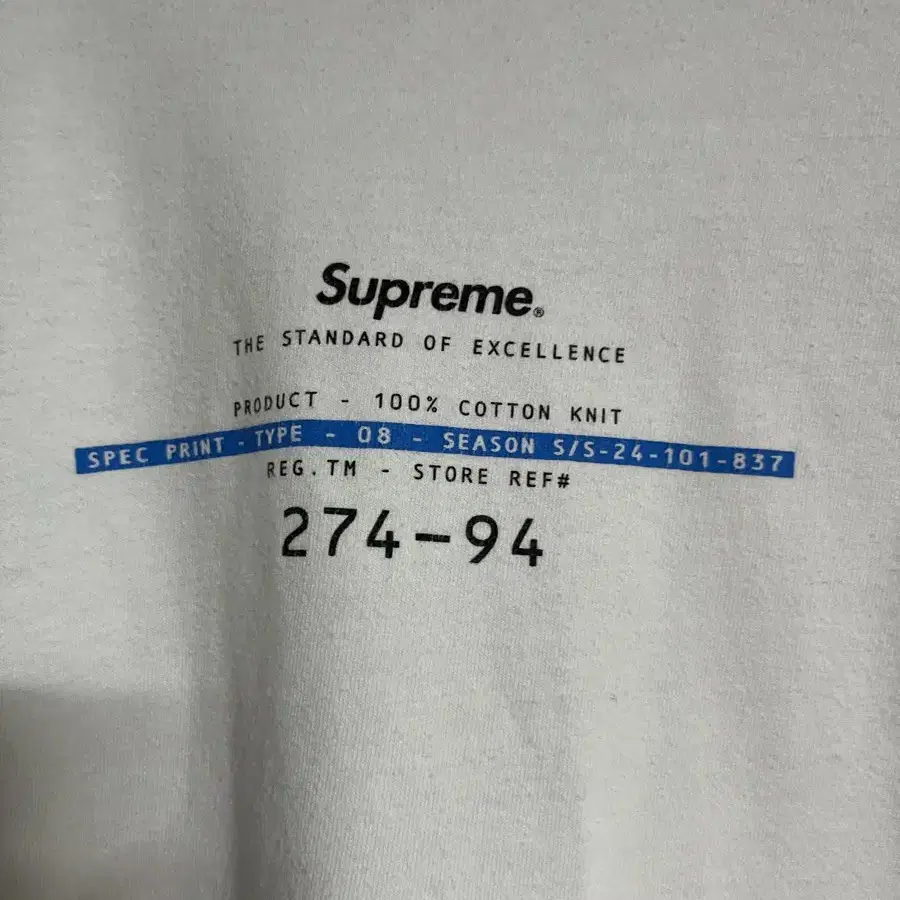 Supreme®
THE STANDARD OF EXCELLENCE
PRODUCT - 100% COTTON KNIT
SPEC PRINT - TYPE - 08 - SEASON S/S-24-101-837
REG.TM - STORE REF#
274-94